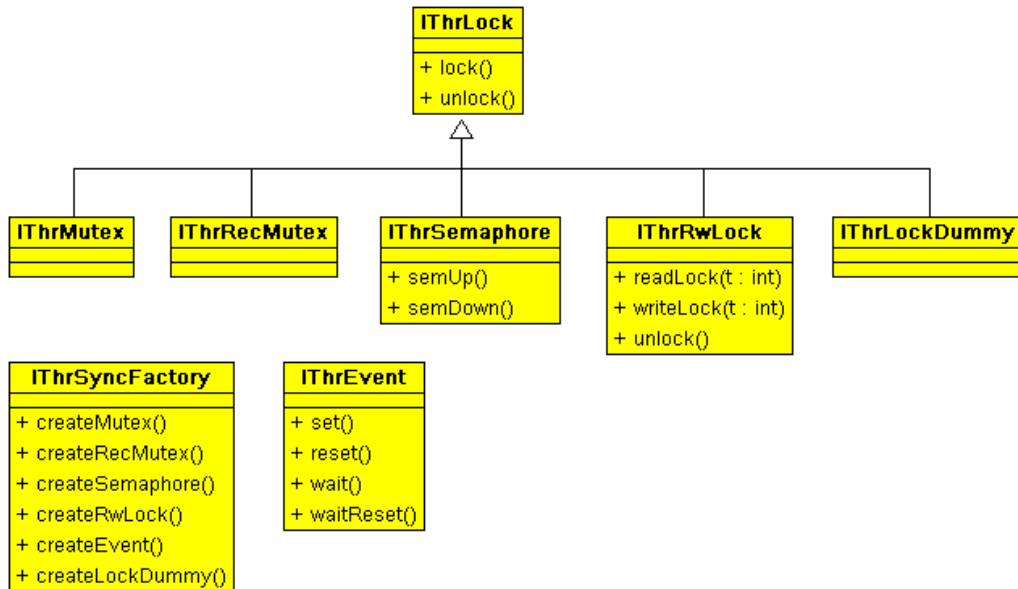 IThrLock
+ lock()
+ unlock()
IThrMutex
IThrRecMutex
IThrSemaphore
+ semUp()
+ semDown()
IThrRwLock
+ readLock(t : int)
+ writeLock(t : int)
+ unlock()
IThrLockDummy
IThrSyncFactory
+ createMutex()
+ createRecMutex()
+ createSemaphore()
+ createRwLock()
+ createEvent()
+ createLockDummy()
IThrEvent
+ set()
+ reset()
+ wait()
+ waitReset()